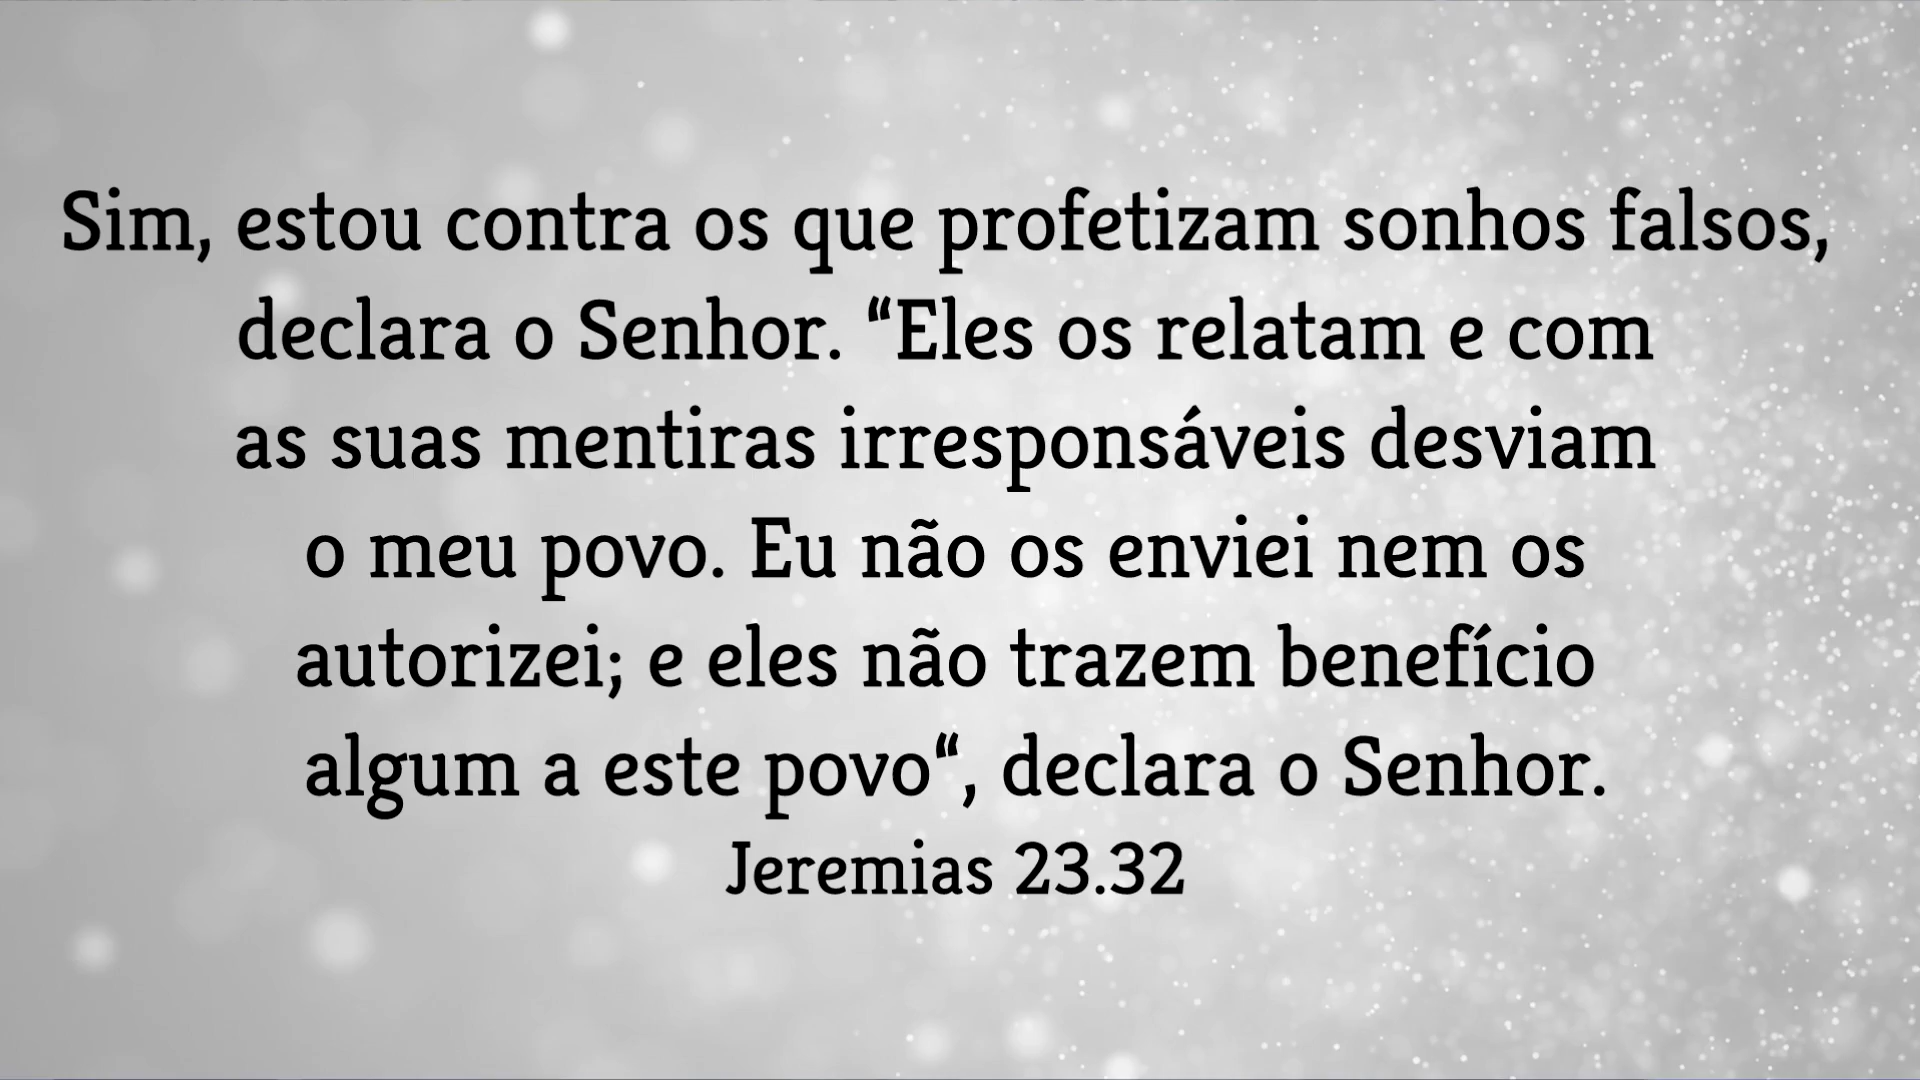 Sim, estou contra os que profetizam sonhos falsos,
declara o Senhor. “Eles os relatam e com
as suas mentiras irresponsáveis desviam
o meu povo. Eu não os enviei nem os
autorizei; e eles não trazem benefício
algum a este povo“, declara o Senhor.
Jeremias 23.32